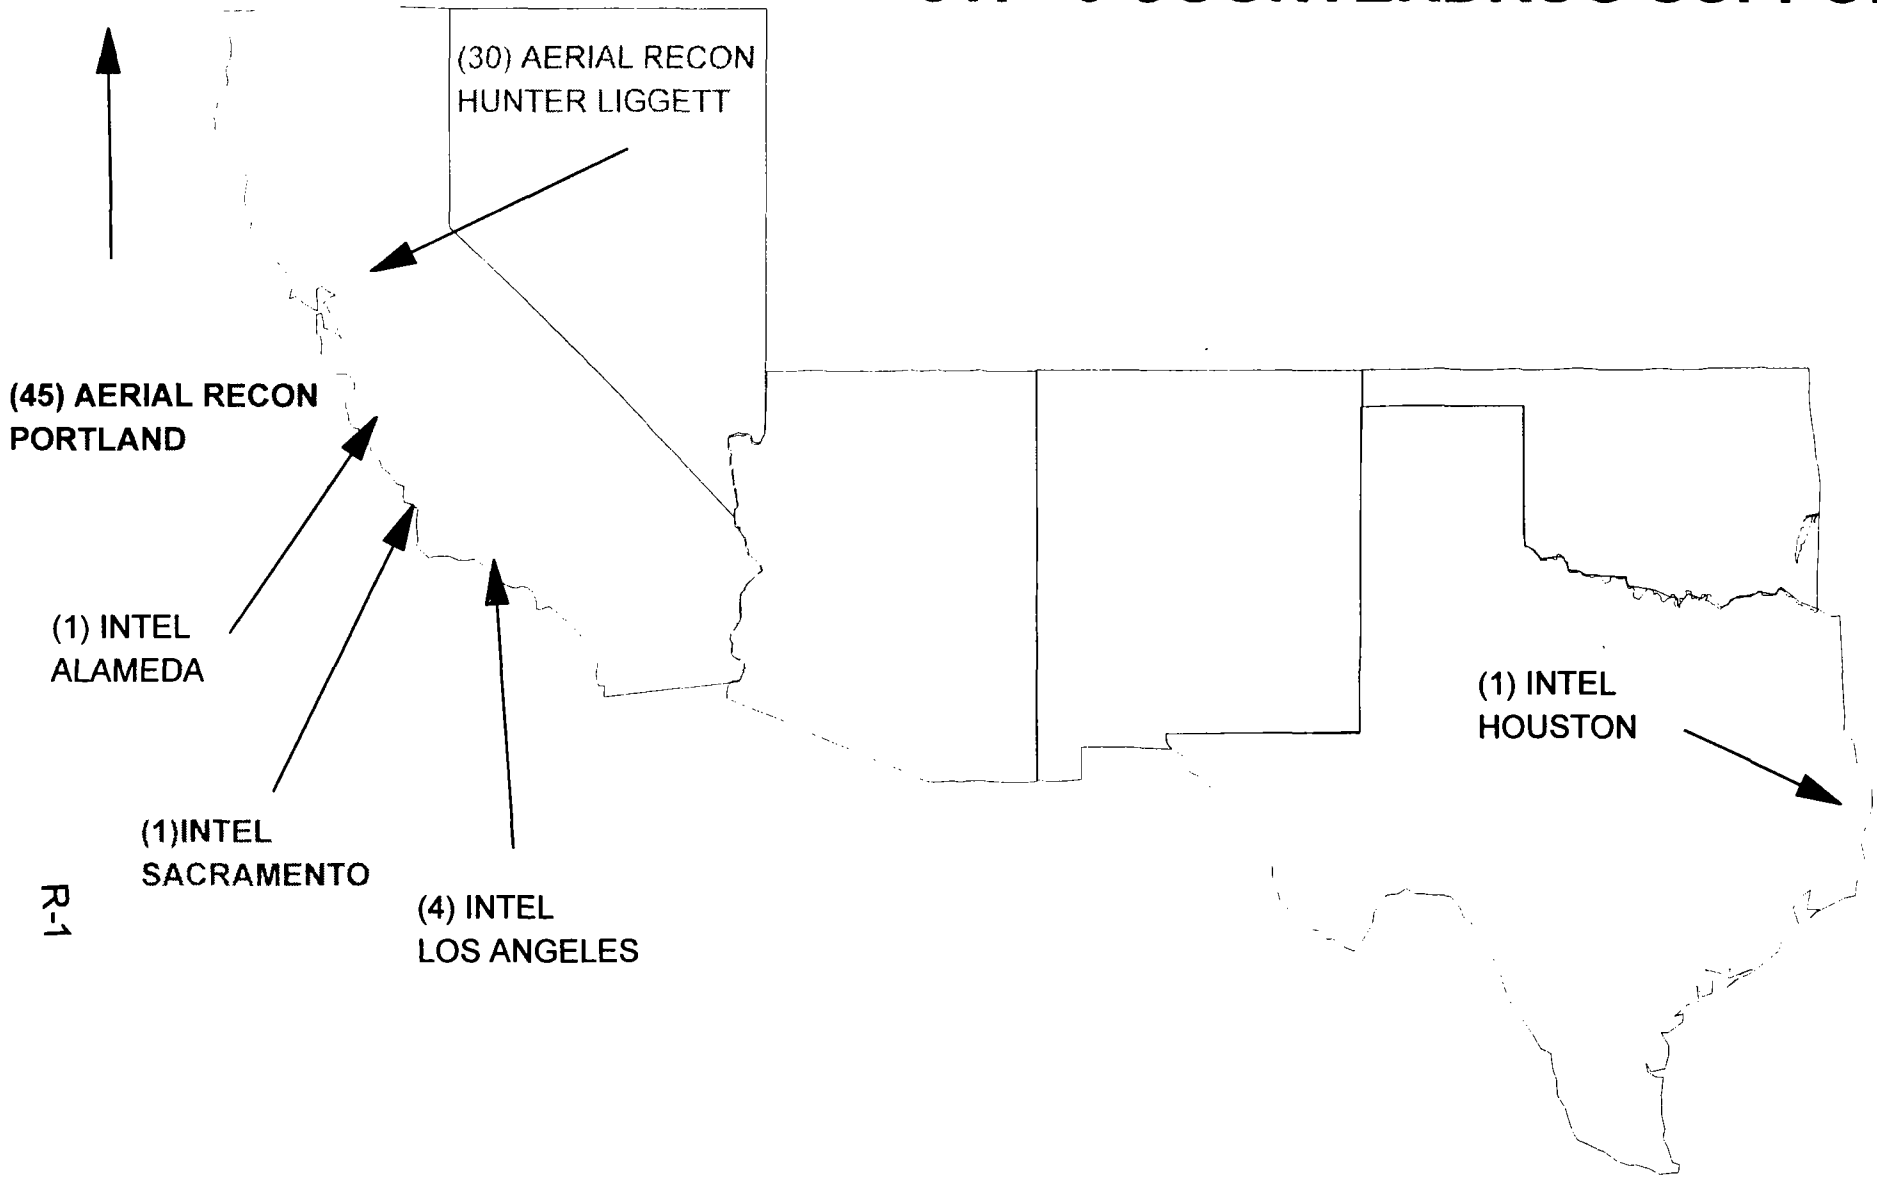 (30) AERIAL RECON
HUNTER LIGGETT
(45) AERIAL RECON
PORTLAND
(1) INTEL
ALAMEDA
(1) INTEL
HOUSTON
(1)INTEL
SACRAMENTO
(4) INTEL
LOS ANGELES
R-1